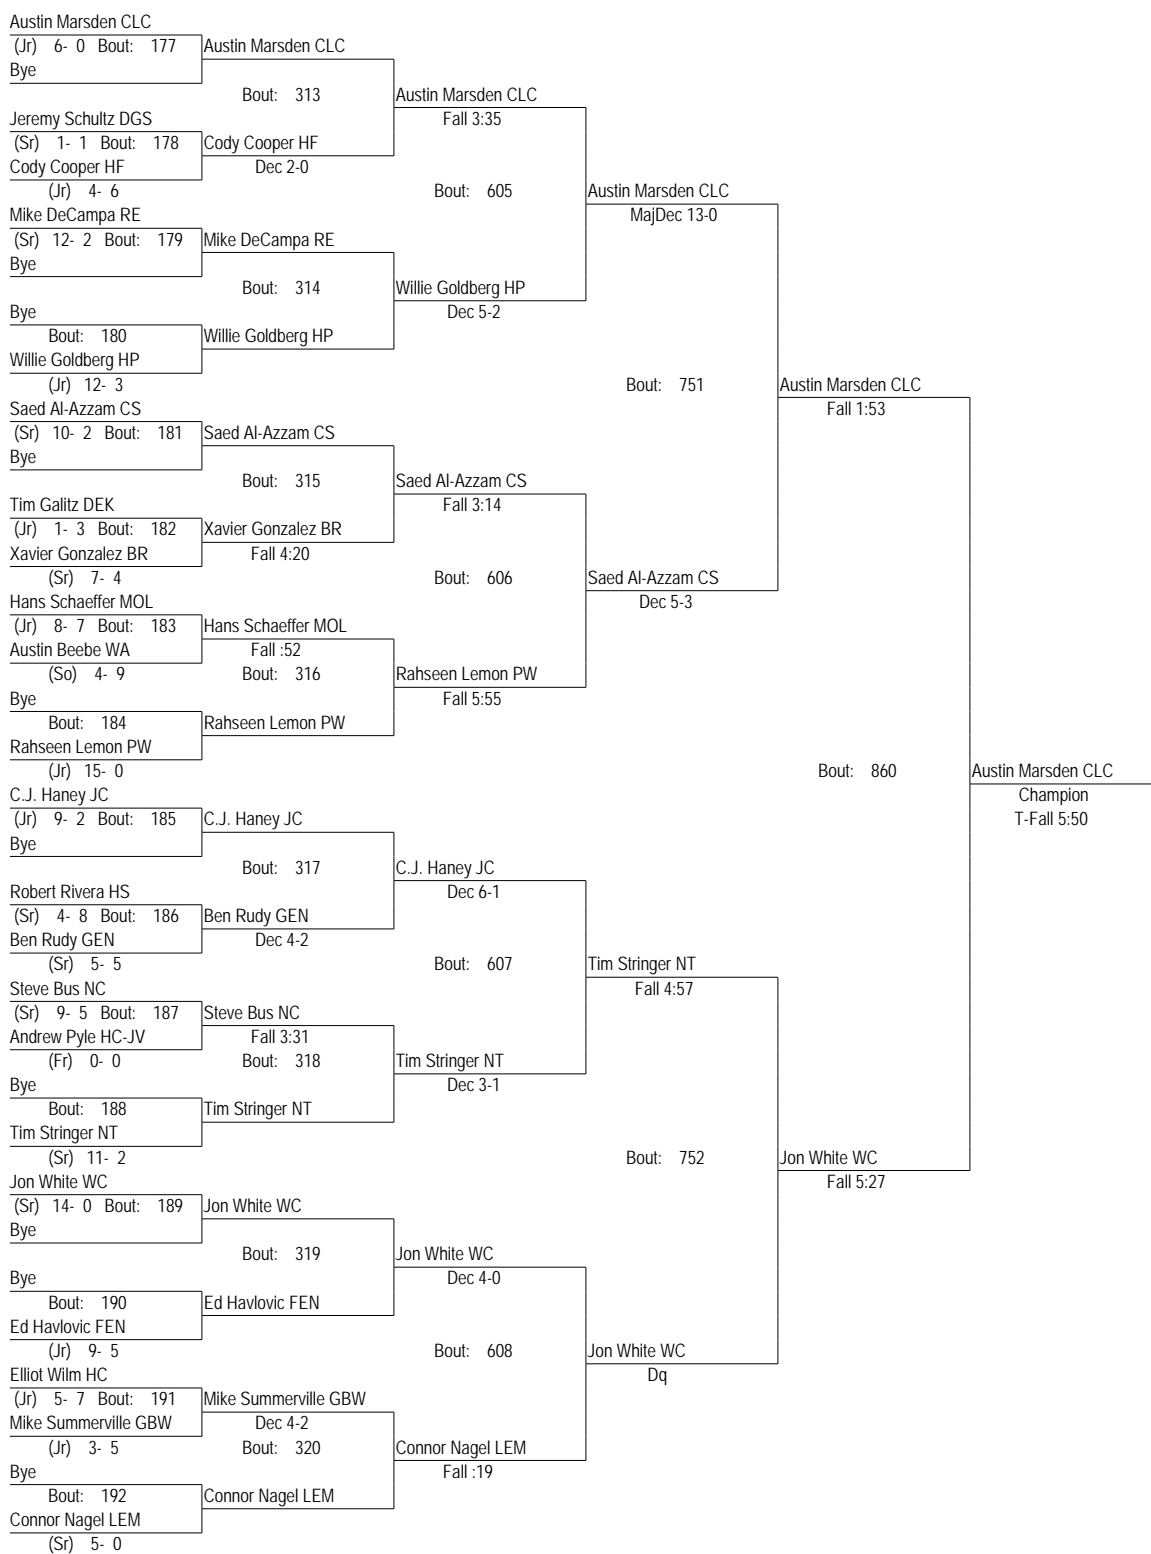 Austin Marsden CLC
(Jr) 6- 0 Bout: 177 Austin Marsden CLC
Bye
Bout: 313 Austin Marsden CLC
Jeremy Schultz DGS Fall 3:35
(Sr) 1- 1 Bout: 178 Cody Cooper HF
Cody Cooper HF Dec 2-0
(Jr) 4- 6 Bout: 605 Austin Marsden CLC
Mike DeCampa RE MajDec 13-0
(Sr) 12- 2 Bout: 179 Mike DeCampa RE
Bye
Bout: 314 Willie Goldberg HP
Bye Dec 5-2
Bout: 180 Willie Goldberg HP
Willie Goldberg HP
(Jr) 12- 3 Bout: 751 Austin Marsden CLC
Saed Al-Azzam CS Fall 1:53
(Sr) 10- 2 Bout: 181 Saed Al-Azzam CS
Bye
Bout: 315 Saed Al-Azzam CS
Tim Galitz DEK Fall 3:14
(Jr) 1- 3 Bout: 182 Xavier Gonzalez BR
Xavier Gonzalez BR Fall 4:20
(Sr) 7- 4 Bout: 606 Saed Al-Azzam CS
Hans Schaeffer MOL Dec 5-3
(Jr) 8- 7 Bout: 183 Hans Schaeffer MOL
Austin Beebe WA Fall :52
(So) 4- 9 Bout: 316 Rahseen Lemon PW
Bye Fall 5:55
Bout: 184 Rahseen Lemon PW
Rahseen Lemon PW
(Jr) 15- 0 Bout: 860 Austin Marsden CLC
C.J. Haney JC Champion
(Jr) 9- 2 Bout: 185 C.J. Haney JC T-Fall 5:50
Bye
Bout: 317 C.J. Haney JC
Robert Rivera HS Dec 6-1
(Sr) 4- 8 Bout: 186 Ben Rudy GEN
Ben Rudy GEN Dec 4-2
(Sr) 5- 5 Bout: 607 Tim Stringer NT
Steve Bus NC Fall 4:57
(Sr) 9- 5 Bout: 187 Steve Bus NC
Andrew Pyle HC-JV Fall 3:31
(Fr) 0- 0 Bout: 318 Tim Stringer NT
Bye Dec 3-1
Bout: 188 Tim Stringer NT
Tim Stringer NT
(Sr) 11- 2 Bout: 752 Jon White WC
Jon White WC Fall 5:27
(Sr) 14- 0 Bout: 189 Jon White WC
Bye
Bout: 319 Jon White WC
Bye Dec 4-0
Bout: 190 Ed Havlovic FEN
Ed Havlovic FEN
(Jr) 9- 5 Bout: 608 Jon White WC
Elliot Wilm HC Dq
(Jr) 5- 7 Bout: 191 Mike Summerville GBW
Mike Summerville GBW Dec 4-2
(Jr) 3- 5 Bout: 320 Connor Nagel LEM
Bye Fall :19
Bout: 192 Connor Nagel LEM
Connor Nagel LEM
(Sr) 5- 0